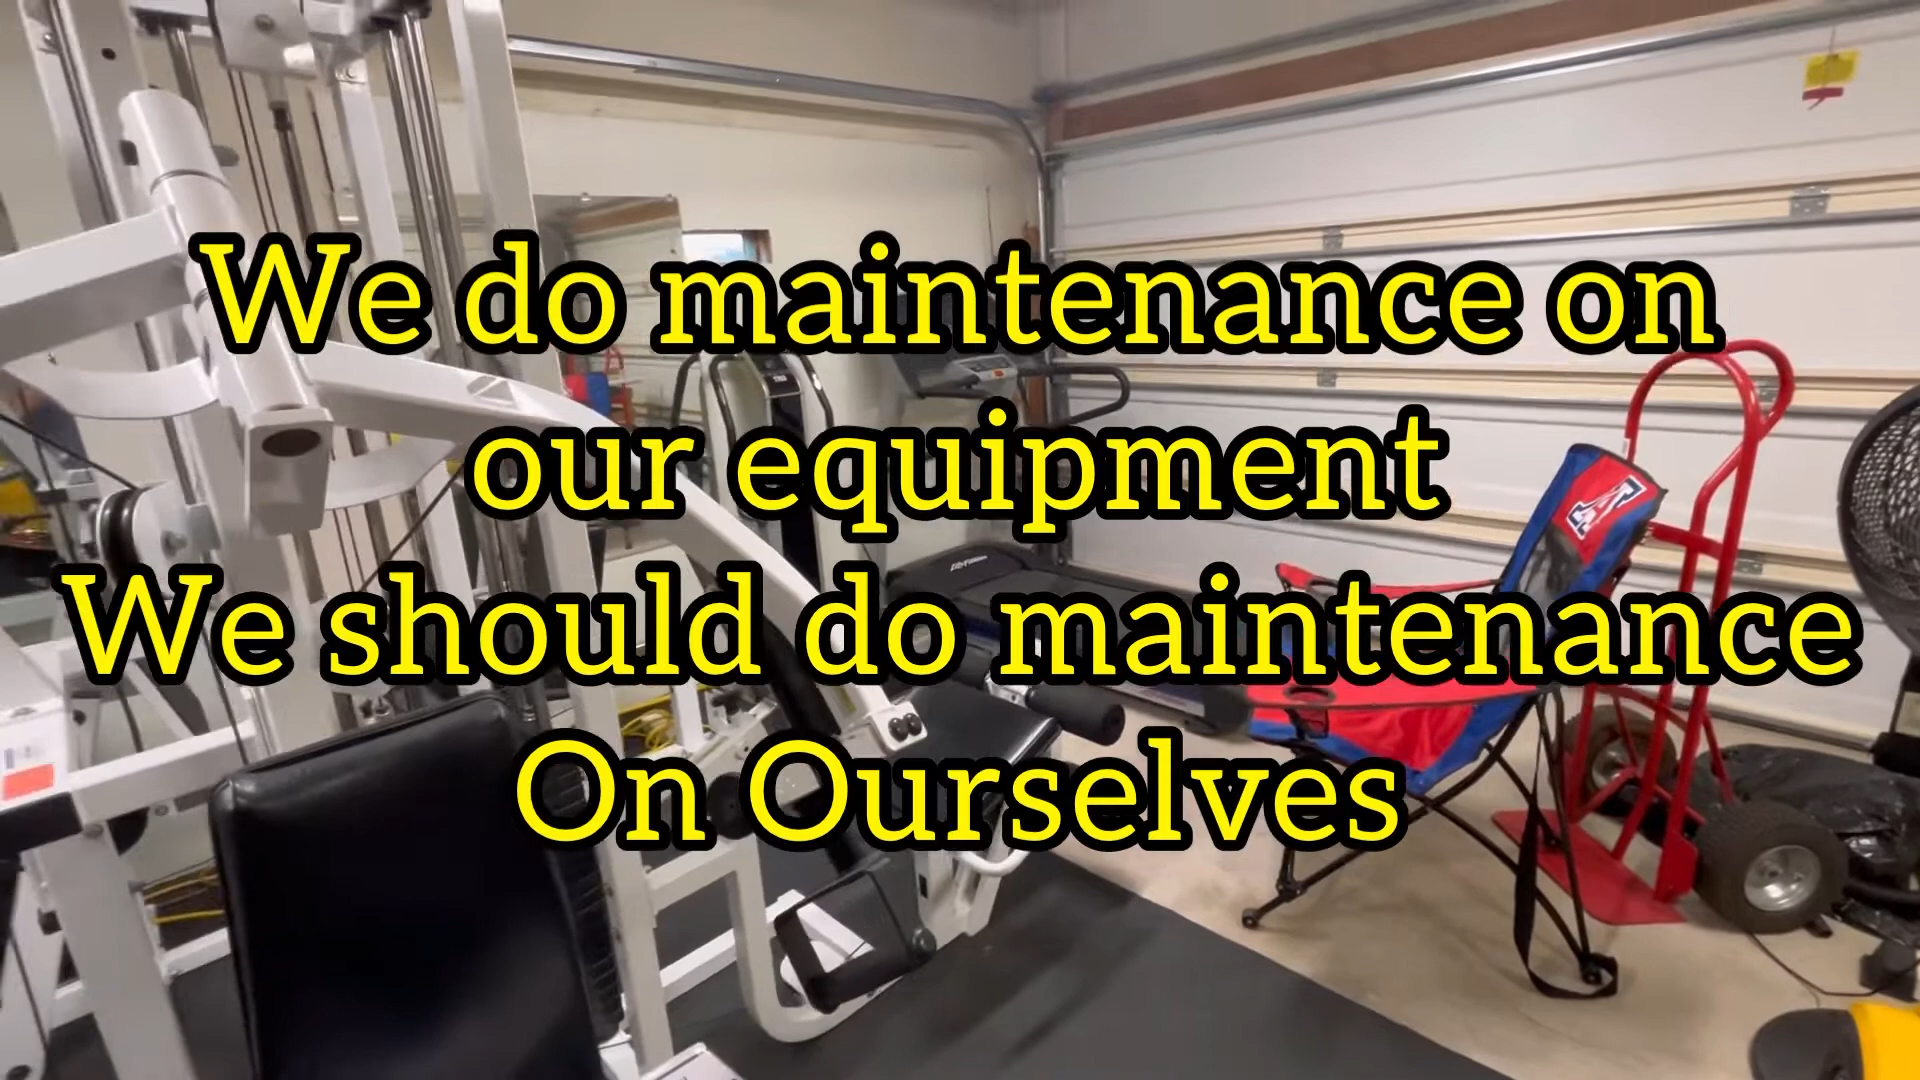 We do maintenance on
our equipment
We should do maintenance
On Ourselves
A